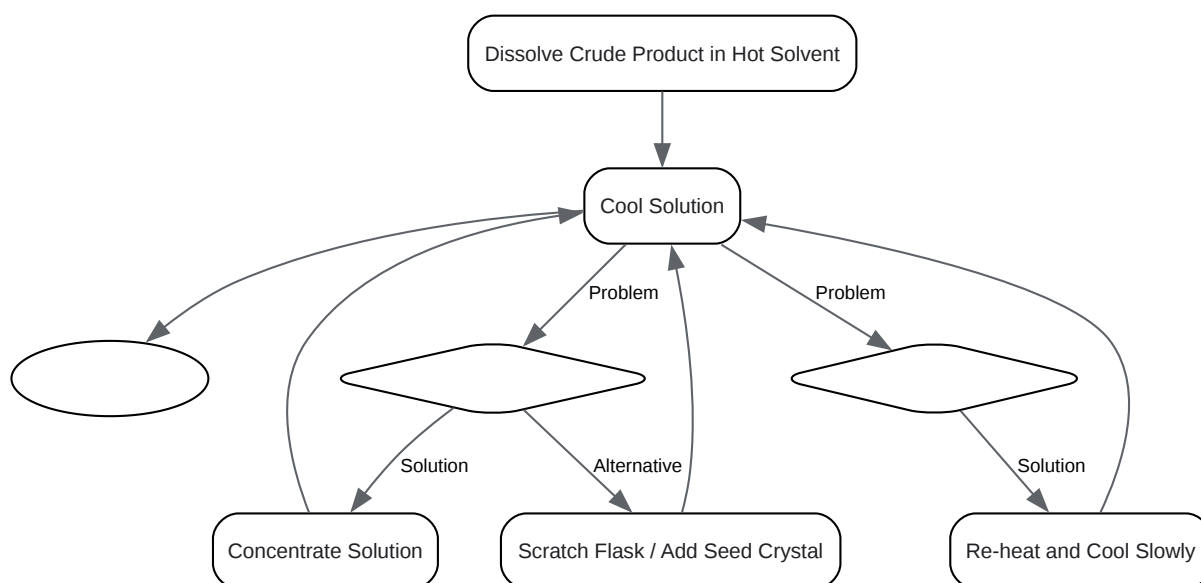 Dissolve Crude Product in Hot Solvent
Cool Solution
Problem
Problem
Solution
Alternative
Solution
Concentrate Solution
Scratch Flask / Add Seed Crystal
Re-heat and Cool Slowly